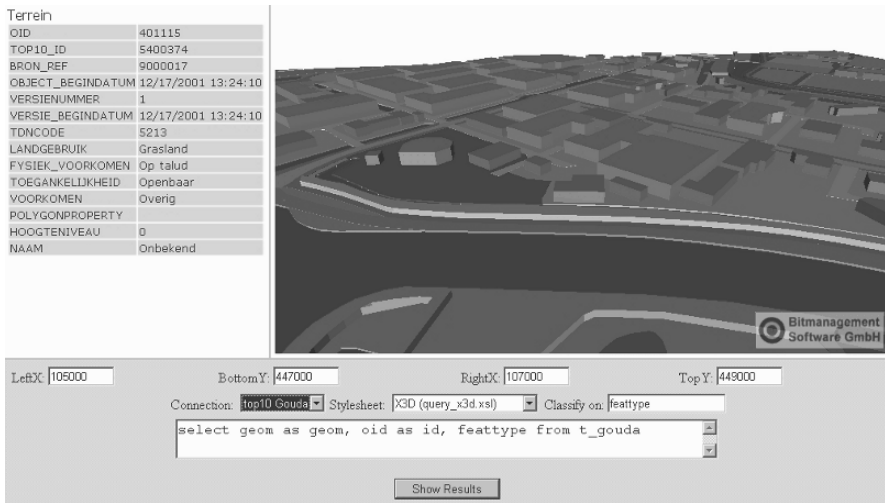 Terrein
OID 401115
TOP10_ID 5400374
BRON_REF 9000017
OBJECT_BEGINDATUM 12/17/2001 13:24:10
VERSIENUMMER 1
VERSIE_BEGINDATUM 12/17/2001 13:24:10
TDNCODE 5213
LANDGEBRUIK Grasland
FYSIEK_VOORKOMEN Op talud
TOEGANKELIJKHEID Openbaar
VOORKOMEN Overig
POLYGONPROPERTY
HOOGTENIVEAU 0
NAAM Onbekend
Bitmanagement
Software GmbH
LeftX: 105000 BottomY: 447000 RightX: 107000 TopY: 449000
Connection: top10 Gouda Stylesheet: X3D (query_x3d.xsl) Classify on: feattype
select geom as geom, oid as id, feattype from t_gouda
Show Results